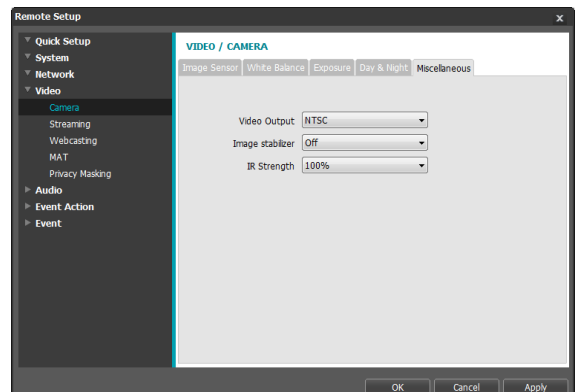 Remote Setup
x
Quick Setup
System
Network
Video
Camera
Streaming
Webcasting
MAT
Privacy Masking
Audio
Event Action
Event
VIDEO / CAMERA
Image Sensor White Balance Exposure Day & Night Miscellaneous
Video Output NTSC
Image stabilizer Off
IR Strength 100%
OK Cancel Apply